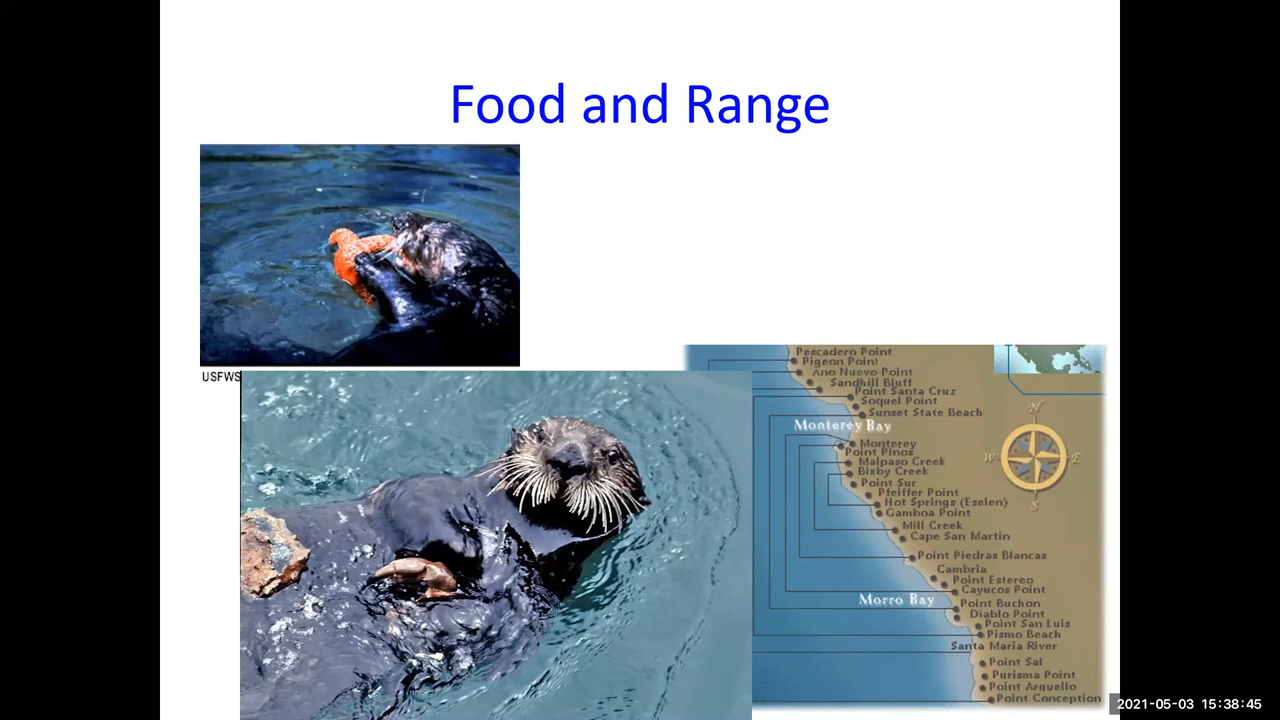 Food and Range
USFWS
Pescadero Point
Pigeon Point
Ano Nuevo Point
Sandhill Bluff
Point Santa Cruz
Soquel Point
Sunset State Beach
Monterey Bay
Monterey
Point Pinos
Malpaso Creek
Bixby Creek
Point Sur
Pfeiffer Point
Hot Springs (Eselen)
Gamboa Point
Mill Creek
Cape San Martin
Point Piedras Blancas
Cambria
Point Estereo
Cayucos Point
Morro Bay
Point Buchon
Diablo Point
Point San Luis
Pismo Beach
Santa Maria River
Point Sal
Purisma Point
Point Arguello
Point Conception
N
W
E
S
2021-05-03 15:38:45